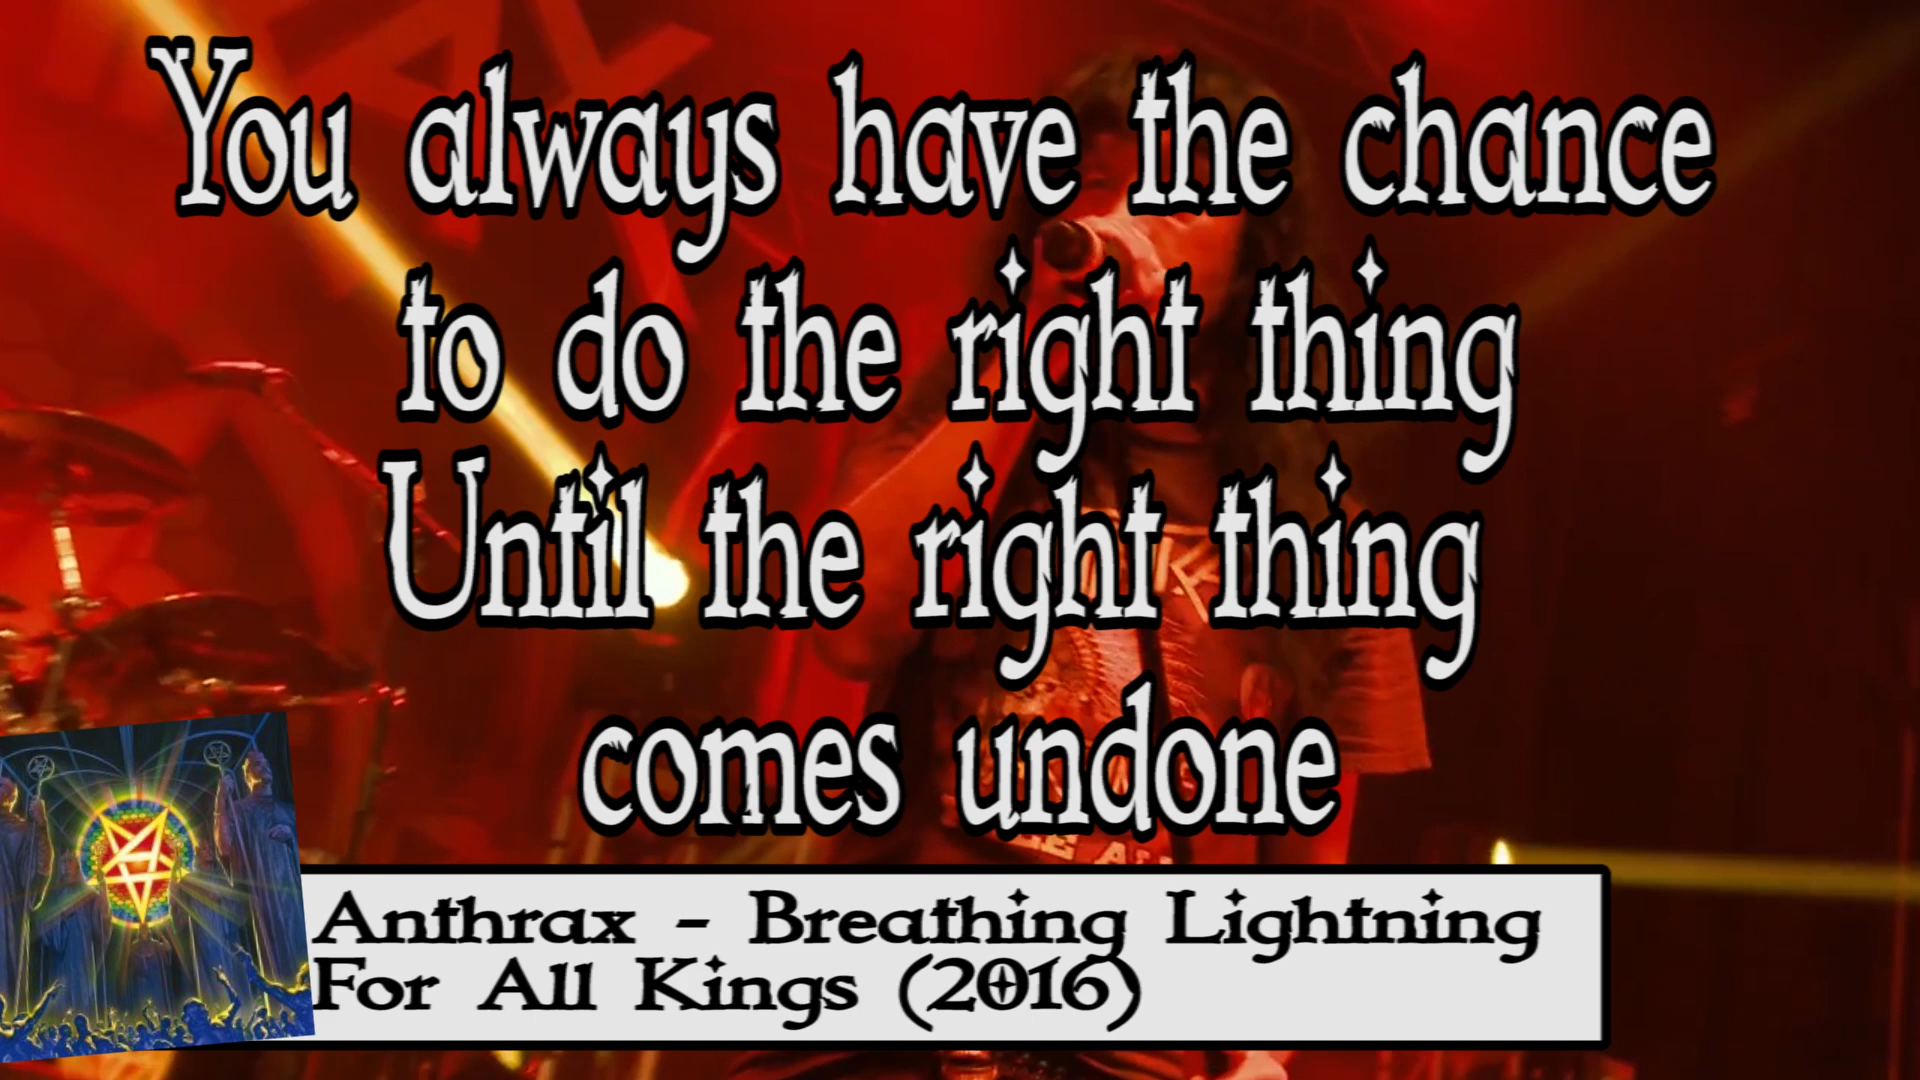 You always have the chance
to do the right thing
Until the right thing
comes undone
Anthrax - Breathing Lightning
For All Kings (2016)